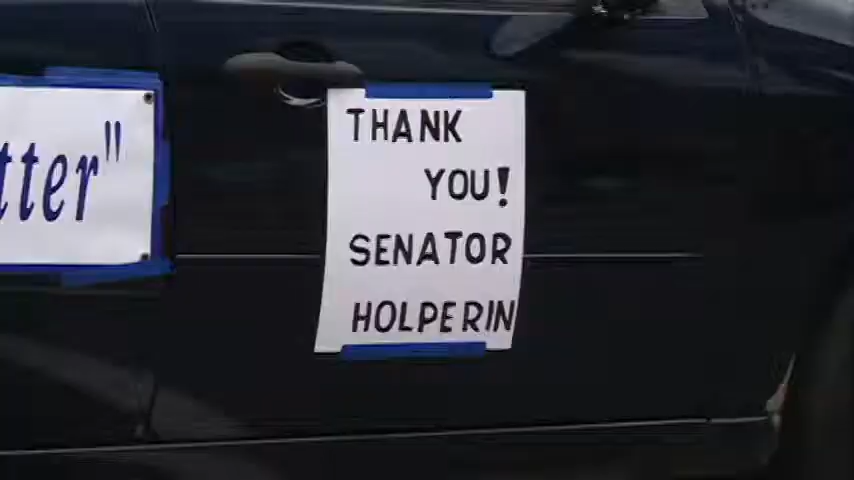 tter"
THANK
YOU!
SENATOR
HOLPERIN